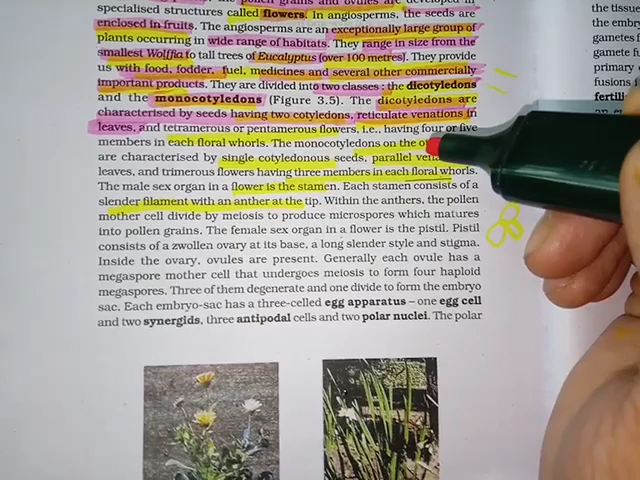 pollen grains and ovules are developed in
specialised structures called flowers. In angiosperms, the seeds are
enclosed in fruits. The angiosperms are an exceptionally large group of
plants occurring in wide range of habitats. They range in size from the
smallest Wolffia to tall trees of Eucalyptus (over 100 metres). They provide
us with food, fodder, fuel, medicines and several other commercially
important products. They are divided into two classes : the dicotyledons
and the monocotyledons (Figure 3.5). The dicotyledons are
characterised by seeds having two cotyledons, reticulate venations in
leaves, and tetramerous or pentamerous flowers, i.e., having four or five
members in each floral whorls. The monocotyledons on the
are characterised by single cotyledonous seeds, parallel
leaves, and trimerous flowers having three members in each floral whorls.
The male sex organ in a flower is the stamen. Each stamen consists of a
slender filament with an anther at the tip. Within the anthers, the pollen
mother cell divide by meiosis to produce microspores which matures
into pollen grains. The female sex organ in a flower is the pistil. Pistil
consists of a zwollen ovary at its base, a long slender style and stigma.
Inside the ovary, ovules are present. Generally each ovule has a
megaspore mother cell that undergoes meiosis to form four haploid
megaspores. Three of them degenerate and one divide to form the embryo
sac. Each embryo-sac has a three-celled egg apparatus – one egg cell
and two synergids, three antipodal cells and two polar nuclei. The polar
the tissue
the embry
gametes f
gamete fu
primary
fusions i
fertili